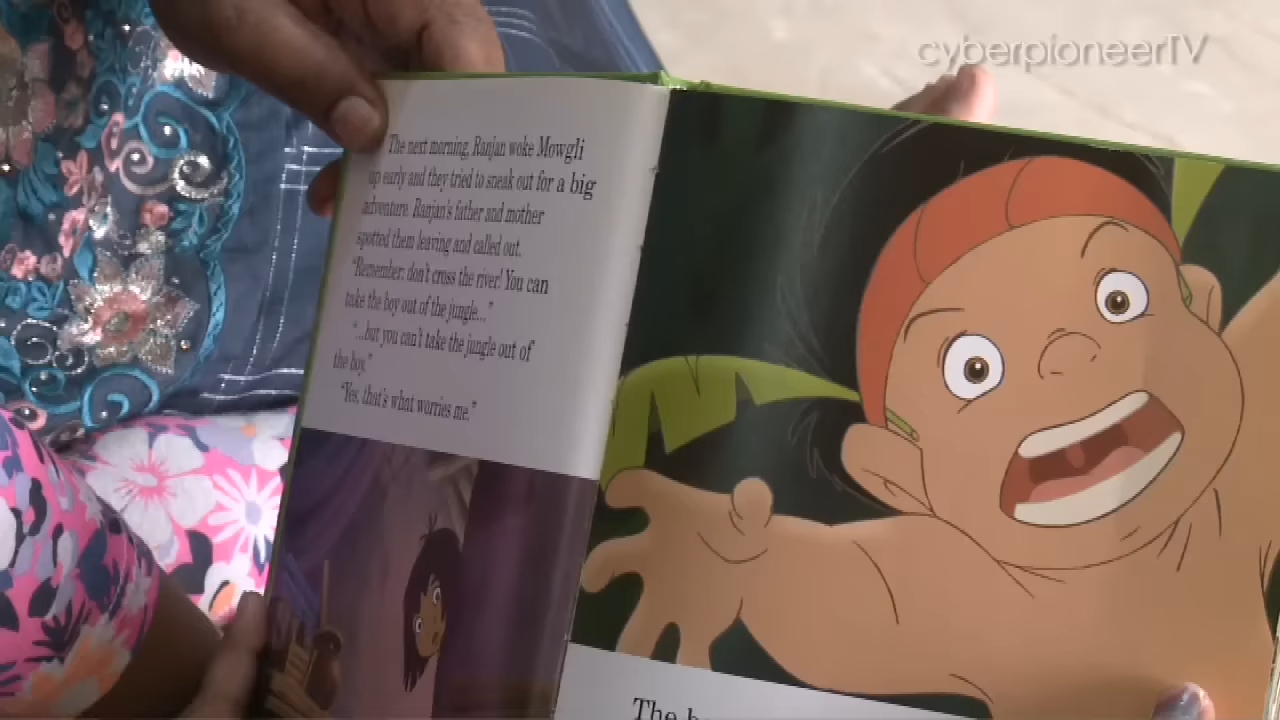 cyberpioneerTV
The next morning, Ranjan woke Mowgli
up early and they tried to sneak out for a big
adventure. Ranjan's father and mother
spotted them leaving and called out.
"Remember: don't cross the river! You can
take the boy out of the jungle..."
"...but you can't take the jungle out of
the boy."
"Yes, that's what worries me."
The